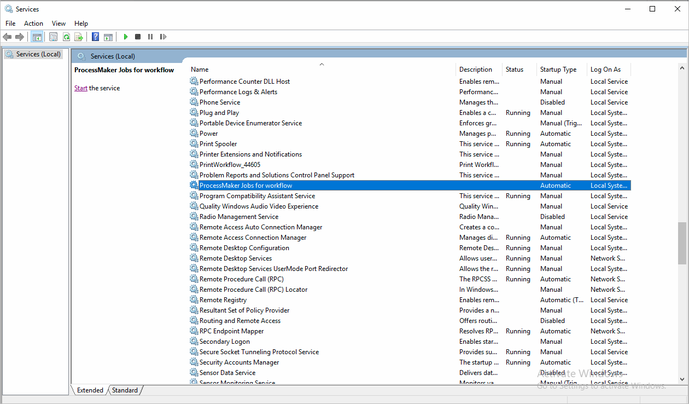 Services
File Action View Help
Services (Local)
Services (Local)
ProcessMaker Jobs for workflow
Start the service
Name Description Status Startup Type Log On As
Performance Counter DLL Host Enables rem... Manual Local Service
Performance Logs & Alerts Performanc... Manual Local Service
Phone Service Manages th... Disabled Local Service
Plug and Play Enables a c... Running Manual Local Syste...
Portable Device Enumerator Service Enforces gr... Manual (Trig... Local Syste...
Power Manages p... Running Automatic Local Syste...
Print Spooler This service ... Running Automatic Local Syste...
Printer Extensions and Notifications This service ... Manual Local Syste...
PrintWorkflow_44605 Print Workfl... Manual Local Syste...
Problem Reports and Solutions Control Panel Support This service ... Manual Local Syste...
ProcessMaker Jobs for workflow Automatic Local Syste...
Program Compatibility Assistant Service This service ... Running Manual Local Syste...
Quality Windows Audio Video Experience Quality Win... Manual Local Service
Radio Management Service Radio Mana... Disabled Local Service
Remote Access Auto Connection Manager Creates a co... Manual Local Syste...
Remote Access Connection Manager Manages di... Running Automatic Local Syste...
Remote Desktop Configuration Remote Des... Running Manual Local Syste...
Remote Desktop Services Allows user... Running Manual Network S...
Remote Desktop Services UserMode Port Redirector Allows the r... Running Manual Local Syste...
Remote Procedure Call (RPC) The RPCSS ... Running Automatic Network S...
Remote Procedure Call (RPC) Locator In Windows... Manual Network S...
Remote Registry Enables rem... Automatic (T... Local Service
Resultant Set of Policy Provider Provides a n... Manual Local Syste...
Routing and Remote Access Offers routi... Disabled Local Syste...
RPC Endpoint Mapper Resolves RP... Running Automatic Network S...
Secondary Logon Enables star... Manual Local Syste...
Secure Socket Tunneling Protocol Service Provides su... Running Manual Local Service
Security Accounts Manager The startup ... Running Automatic Local Syste...
Sensor Data Service Delivers dat... Disabled Local Syste...
Sensor Monitoring Service Monitors va... Manual (Trig... Local Service
Activate Windows
Go to Settings to activate Windows.
Extended Standard